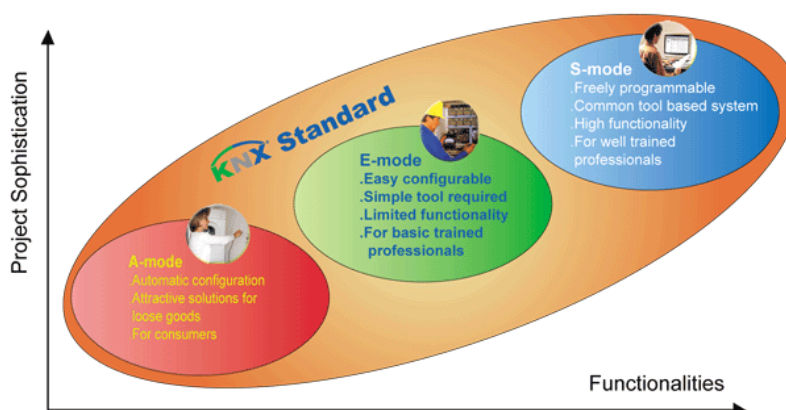 Project Sophistication
KNX Standard
S-mode
.Freely programmable
.Common tool based system
.High functionality
.For well trained
professionals
E-mode
.Easy configurable
.Simple tool required
.Limited functionality
.For basic trained
professionals
A-mode
.Automatic configuration
.Attractive solutions for
loose goods
.For consumers
Functionalities